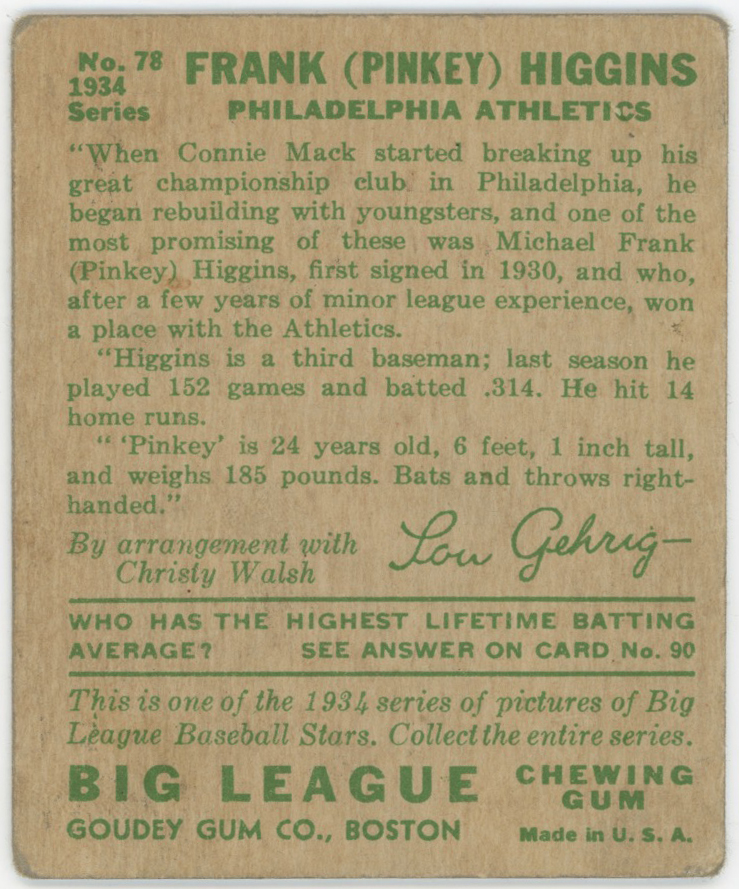 No. 78
1934
Series
FRANK (PINKEY) HIGGINS
PHILADELPHIA ATHLETICS
"When Connie Mack started breaking up his
great championship club in Philadelphia, he
began rebuilding with youngsters, and one of the
most promising of these was Michael Frank
(Pinkey) Higgins, first signed in 1930, and who,
after a few years of minor league experience, won
a place with the Athletics.
"Higgins is a third baseman; last season he
played 152 games and batted .314. He hit 14
home runs.
" 'Pinkey' is 24 years old, 6 feet, 1 inch tall,
and weighs 185 pounds. Bats and throws right-
handed."
By arrangement with
Christy Walsh
Lou Gehrig
WHO HAS THE HIGHEST LIFETIME BATTING
AVERAGE? SEE ANSWER ON CARD No. 90
This is one of the 1934 series of pictures of Big
League Baseball Stars. Collect the entire series.
BIG LEAGUE
CHEWING
GUM
GOUDEY GUM CO., BOSTON
Made in U. S. A.